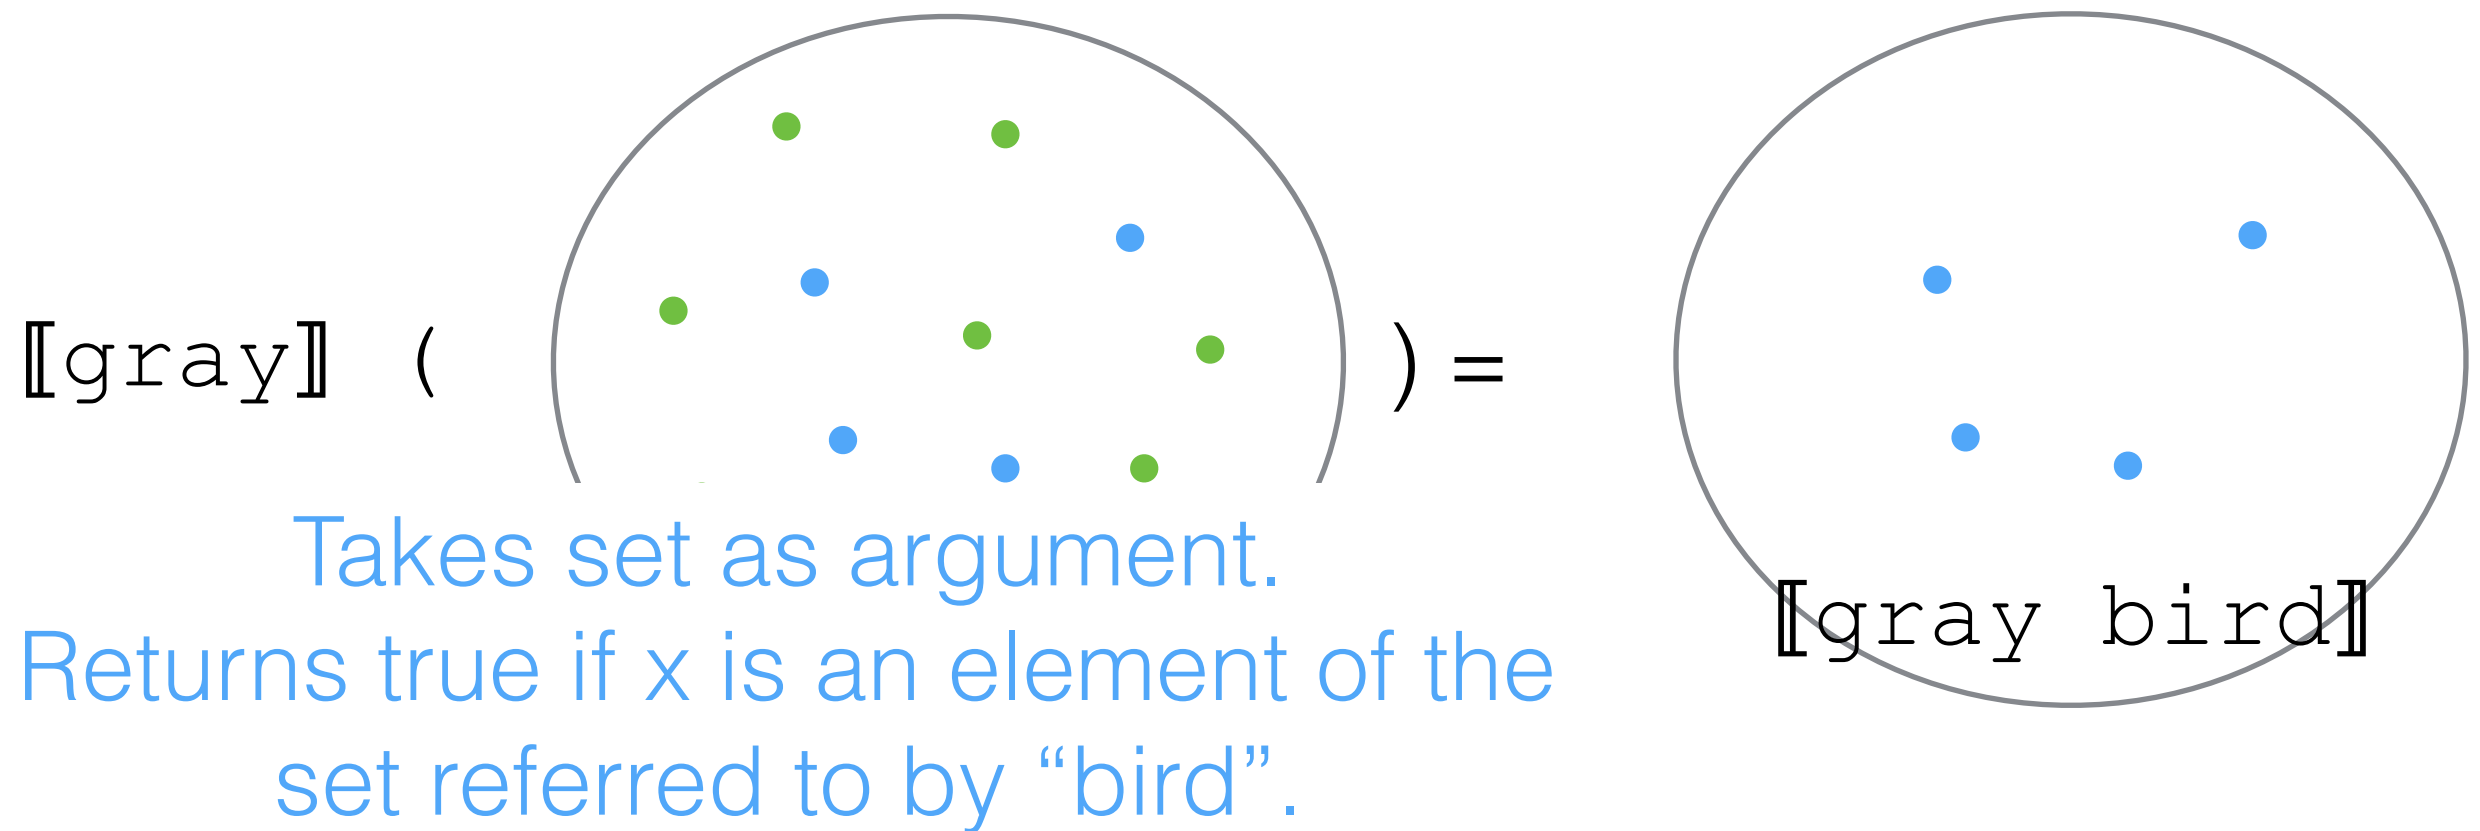 ⟦gray⟧ ( ) =
⟦gray bird⟧
Takes set as argument.
Returns true if x is an element of the
set referred to by “bird”.